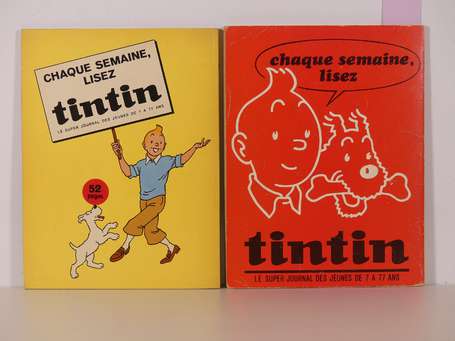 CHAQUE SEMAINE,
LISEZ
tintin
LE SUPER JOURNAL DES JEUNES DE 7 A 77 ANS
52
pages
chaque semaine,
lisez
tintin
LE SUPER JOURNAL DES JEUNES DE 7 A 77 ANS